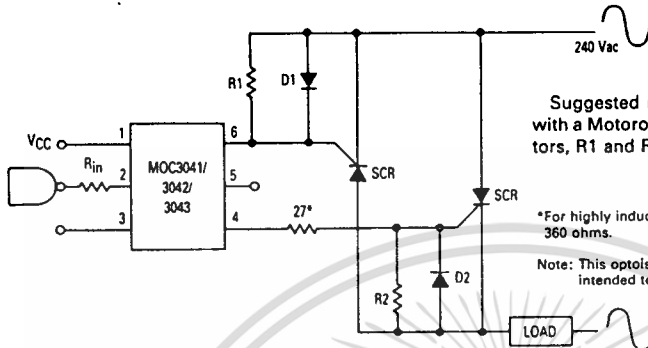 240 Vac
R1
D1
Suggested
with a Motoro
tors, R1 and R
VCC
1
6
Rin
MOC3041/
3042/
3043
2
5
SCR
SCR
3
4
27*
*For highly induc
360 ohms.
R2
D2
Note: This optois
intended to
LOAD